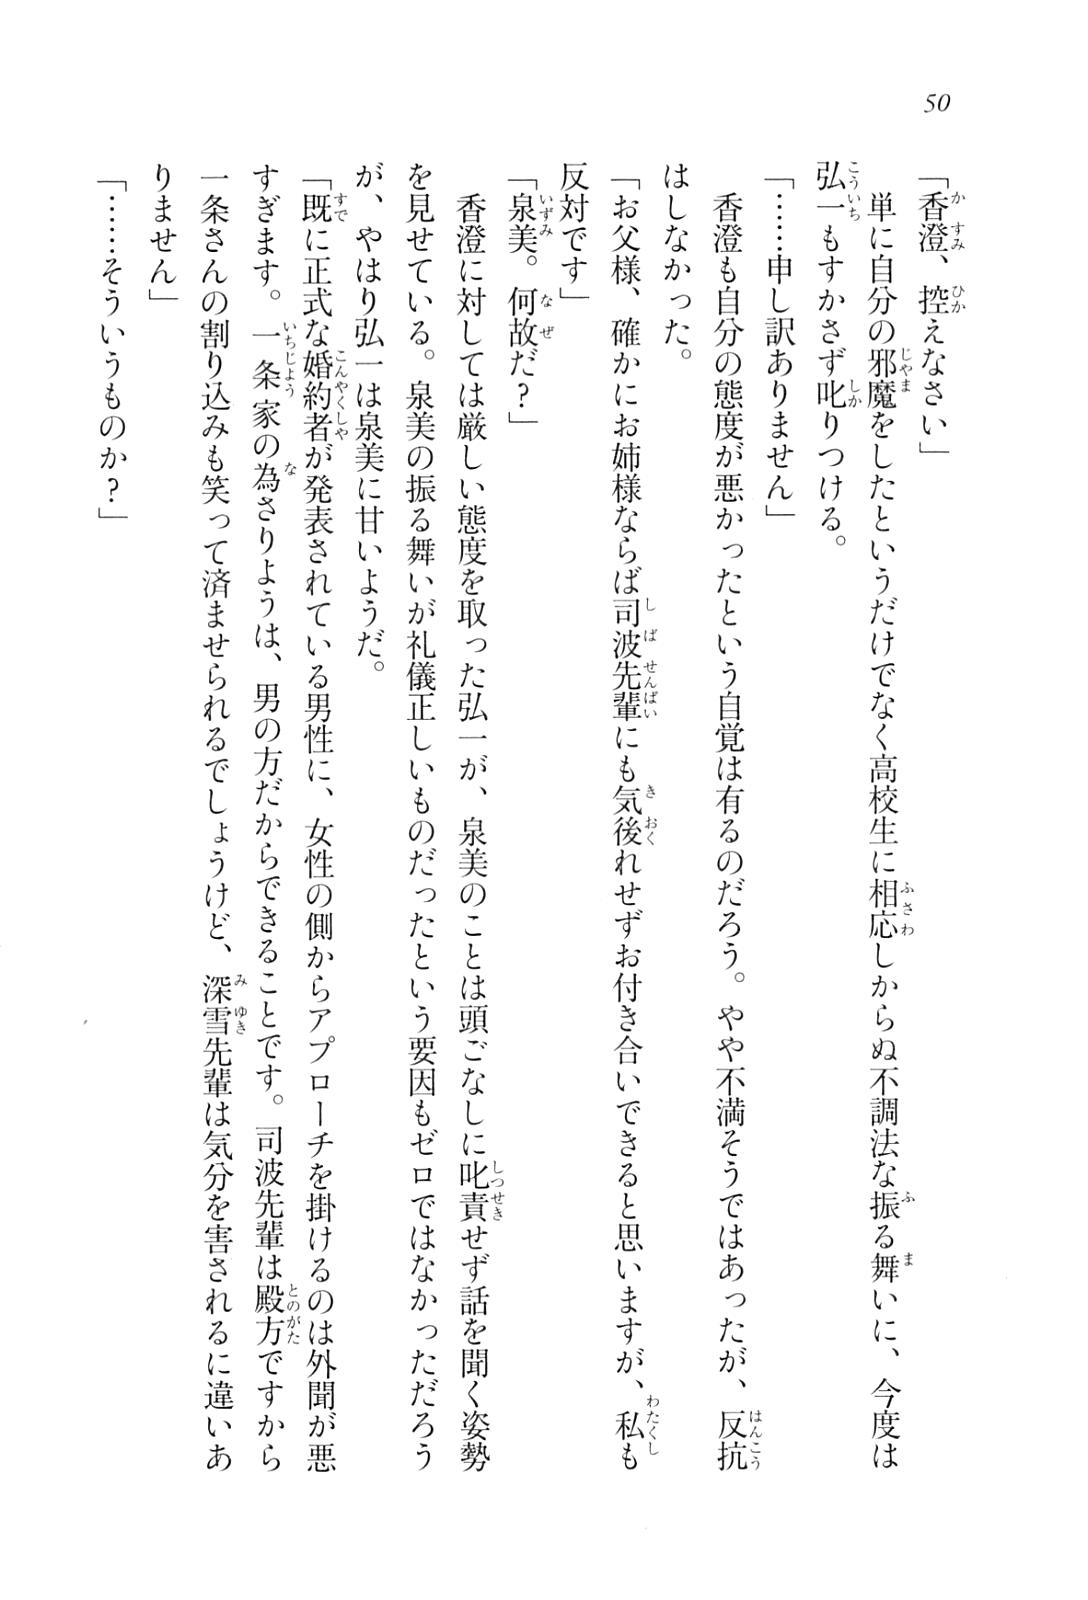 50
「香澄、控えなさい」
　単に自分の邪魔をしたというだけでなく高校生に相応しからぬ不調法な振る舞いに、今度は
弘一もすかさず叱りつける。
「……申し訳ありません」
　香澄も自分の態度が悪かったという自覚は有るのだろう。やや不満そうではあったが、反抗
はしなかった。
「お父様、確かにお姉様ならば司波先輩にも気後れせずお付き合いできると思いますが、私も
反対です」
「泉美。何故だ？」
　香澄に対しては厳しい態度を取った弘一が、泉美のことは頭ごなしに叱責せず話を聞く姿勢
を見せている。泉美の振る舞いが礼儀正しいものだったという要因もゼロではなかっただろう
が、やはり弘一は泉美に甘いようだ。
「既に正式な婚約者が発表されている男性に、女性の側からアプローチを掛けるのは外聞が悪
すぎます。一条家の為さりようは、男の方だからできることです。司波先輩は殿方ですから
一条さんの割り込みも笑って済ませられるでしょうけど、深雪先輩は気分を害されるに違いあ
りません」
「……そういうものか？」